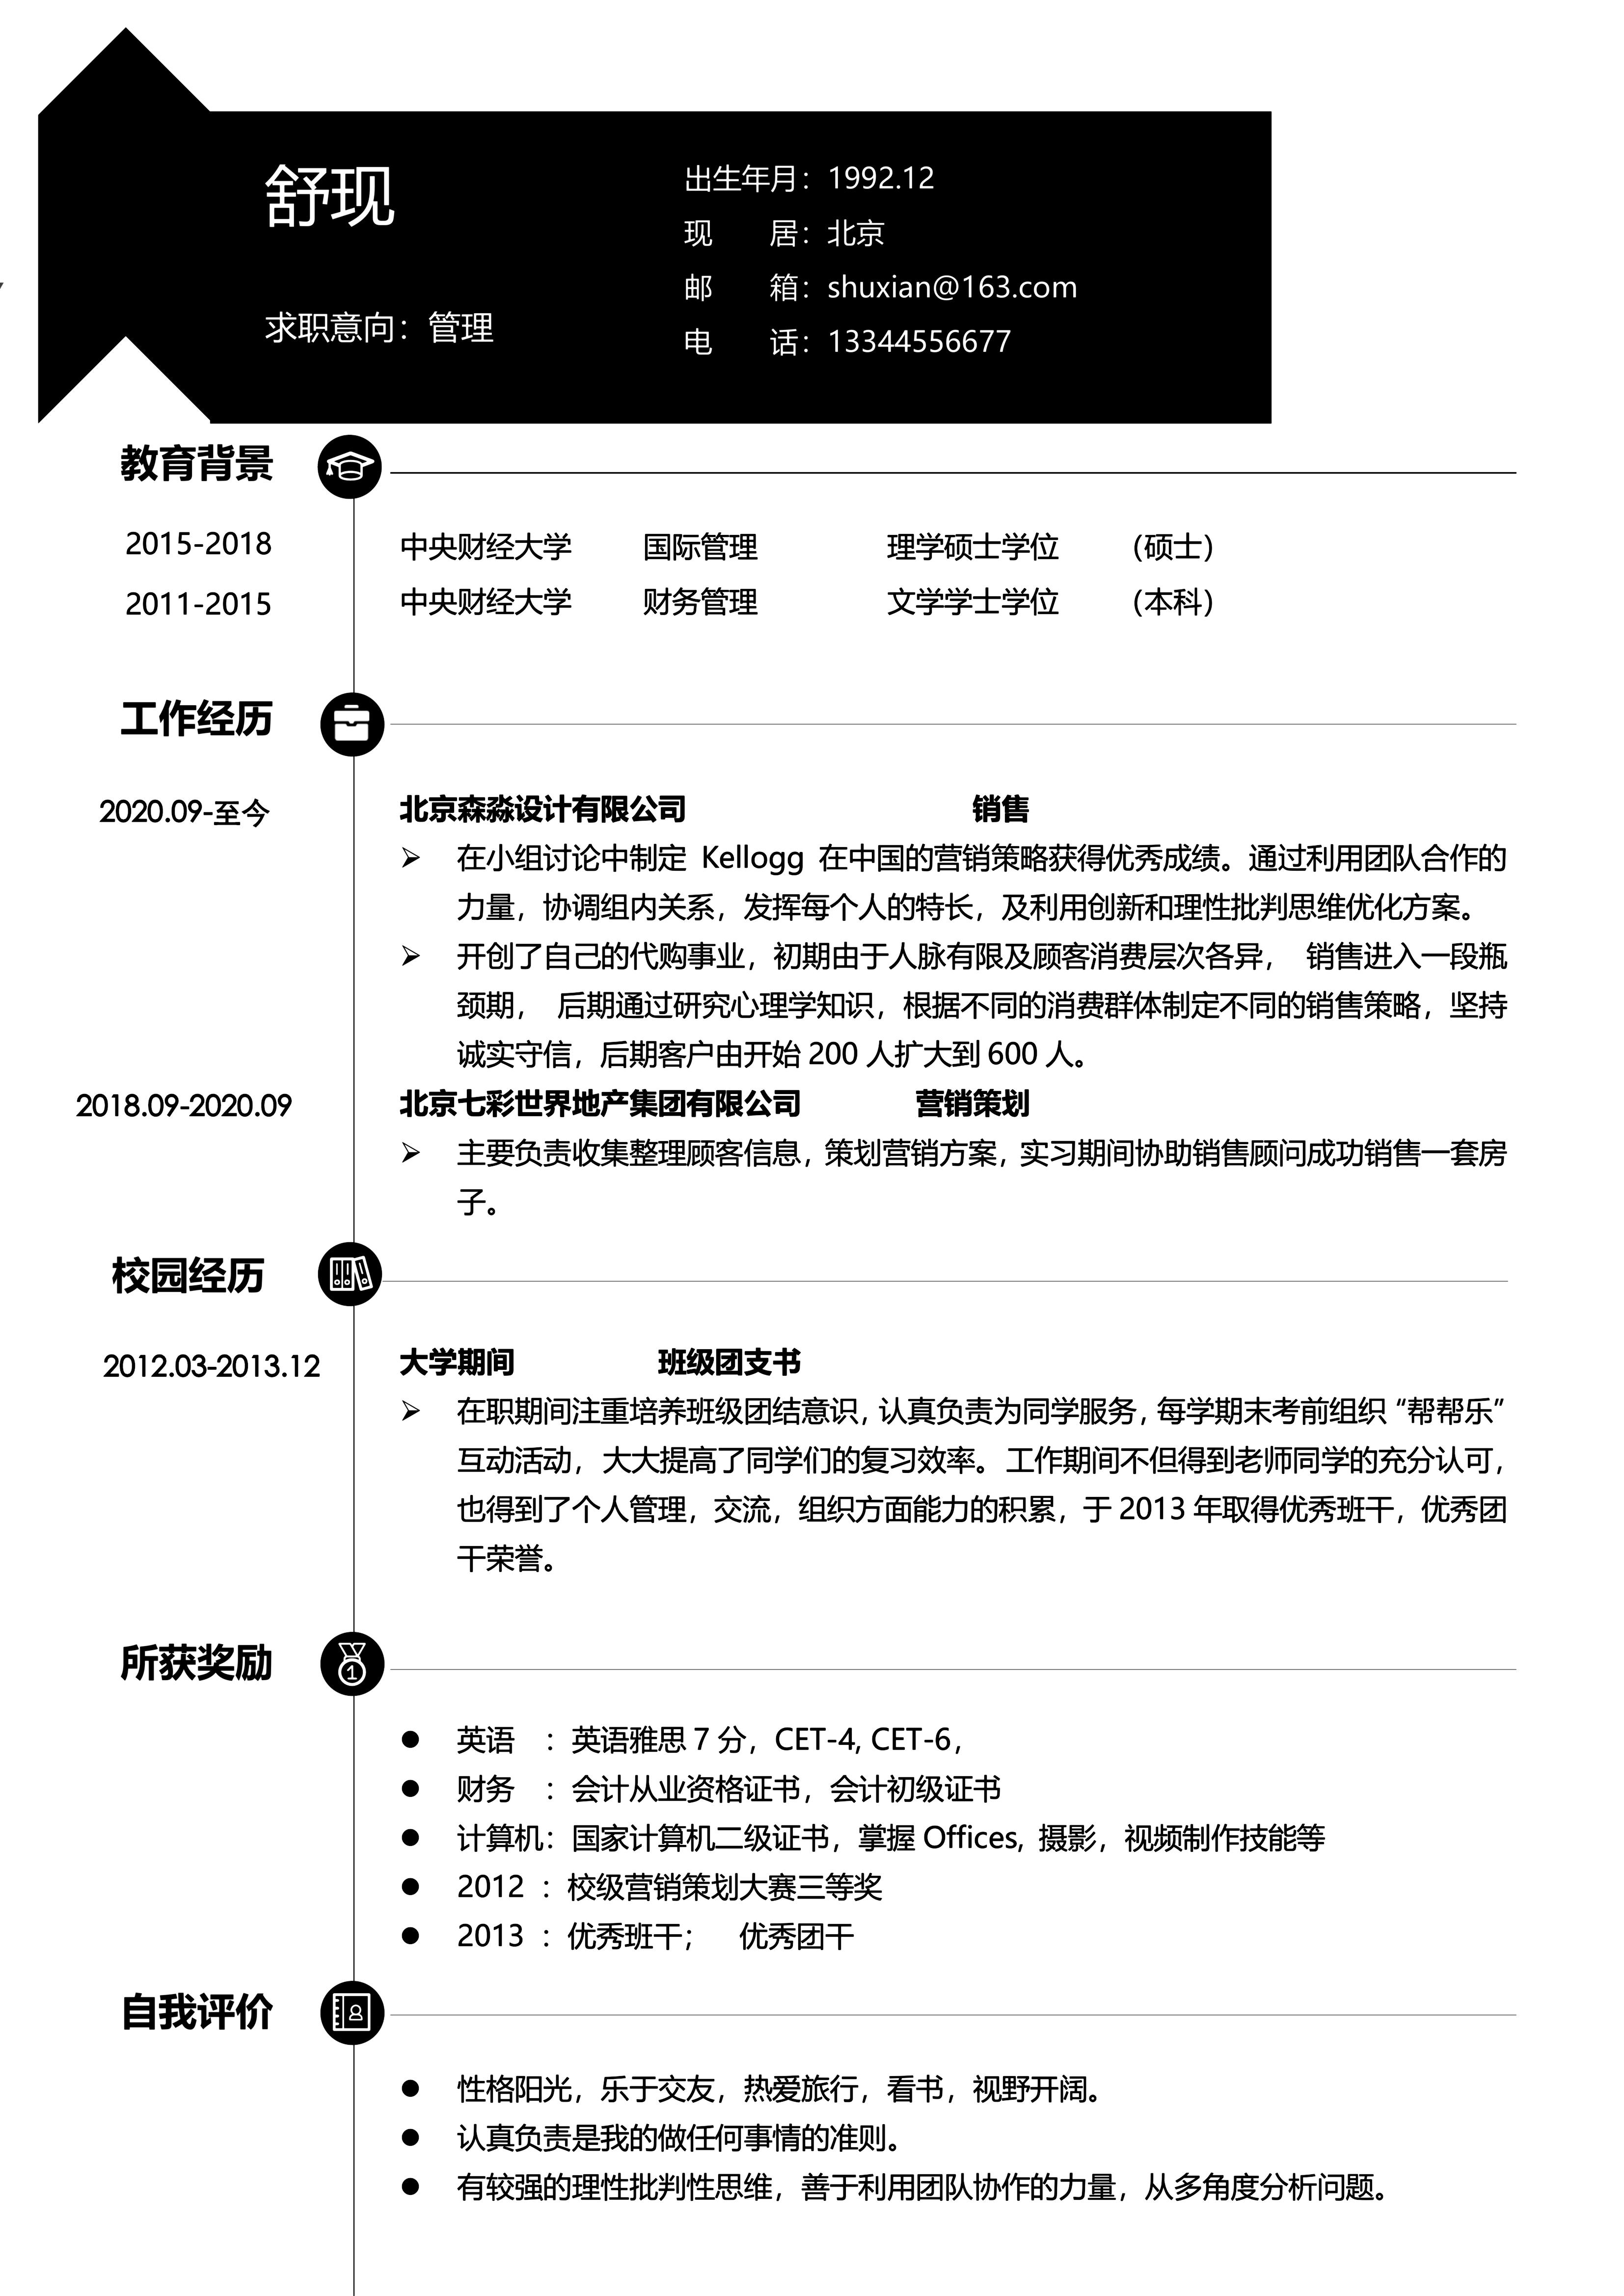 舒现
求职意向：管理
出生年月：1992.12
现　　居：北京
邮　　箱：shuxian@163.com
电　　话：13344556677
教育背景
2015-2018 中央财经大学 国际管理 理学硕士学位 （硕士）
2011-2015 中央财经大学 财务管理 文学学士学位 （本科）
工作经历
2020.09-至今 北京森淼设计有限公司 销售
在小组讨论中制定 Kellogg 在中国的营销策略获得优秀成绩。通过利用团队合作的
力量，协调组内关系，发挥每个人的特长，及利用创新和理性批判思维优化方案。
开创了自己的代购事业，初期由于人脉有限及顾客消费层次各异， 销售进入一段瓶
颈期， 后期通过研究心理学知识，根据不同的消费群体制定不同的销售策略，坚持
诚实守信，后期客户由开始 200 人扩大到 600 人。
2018.09-2020.09 北京七彩世界地产集团有限公司 营销策划
主要负责收集整理顾客信息，策划营销方案，实习期间协助销售顾问成功销售一套房
子。
校园经历
2012.03-2013.12 大学期间 班级团支书
在职期间注重培养班级团结意识，认真负责为同学服务，每学期末考前组织“帮帮乐”
互动活动，大大提高了同学们的复习效率。工作期间不但得到老师同学的充分认可，
也得到了个人管理，交流，组织方面能力的积累，于 2013 年取得优秀班干，优秀团
干荣誉。
所获奖励
1
英语 ：英语雅思 7 分，CET-4, CET-6，
财务 ：会计从业资格证书，会计初级证书
计算机：国家计算机二级证书，掌握 Offices, 摄影，视频制作技能等
2012 ：校级营销策划大赛三等奖
2013 ：优秀班干； 优秀团干
自我评价
性格阳光，乐于交友，热爱旅行，看书，视野开阔。
认真负责是我的做任何事情的准则。
有较强的理性批判性思维，善于利用团队协作的力量，从多角度分析问题。